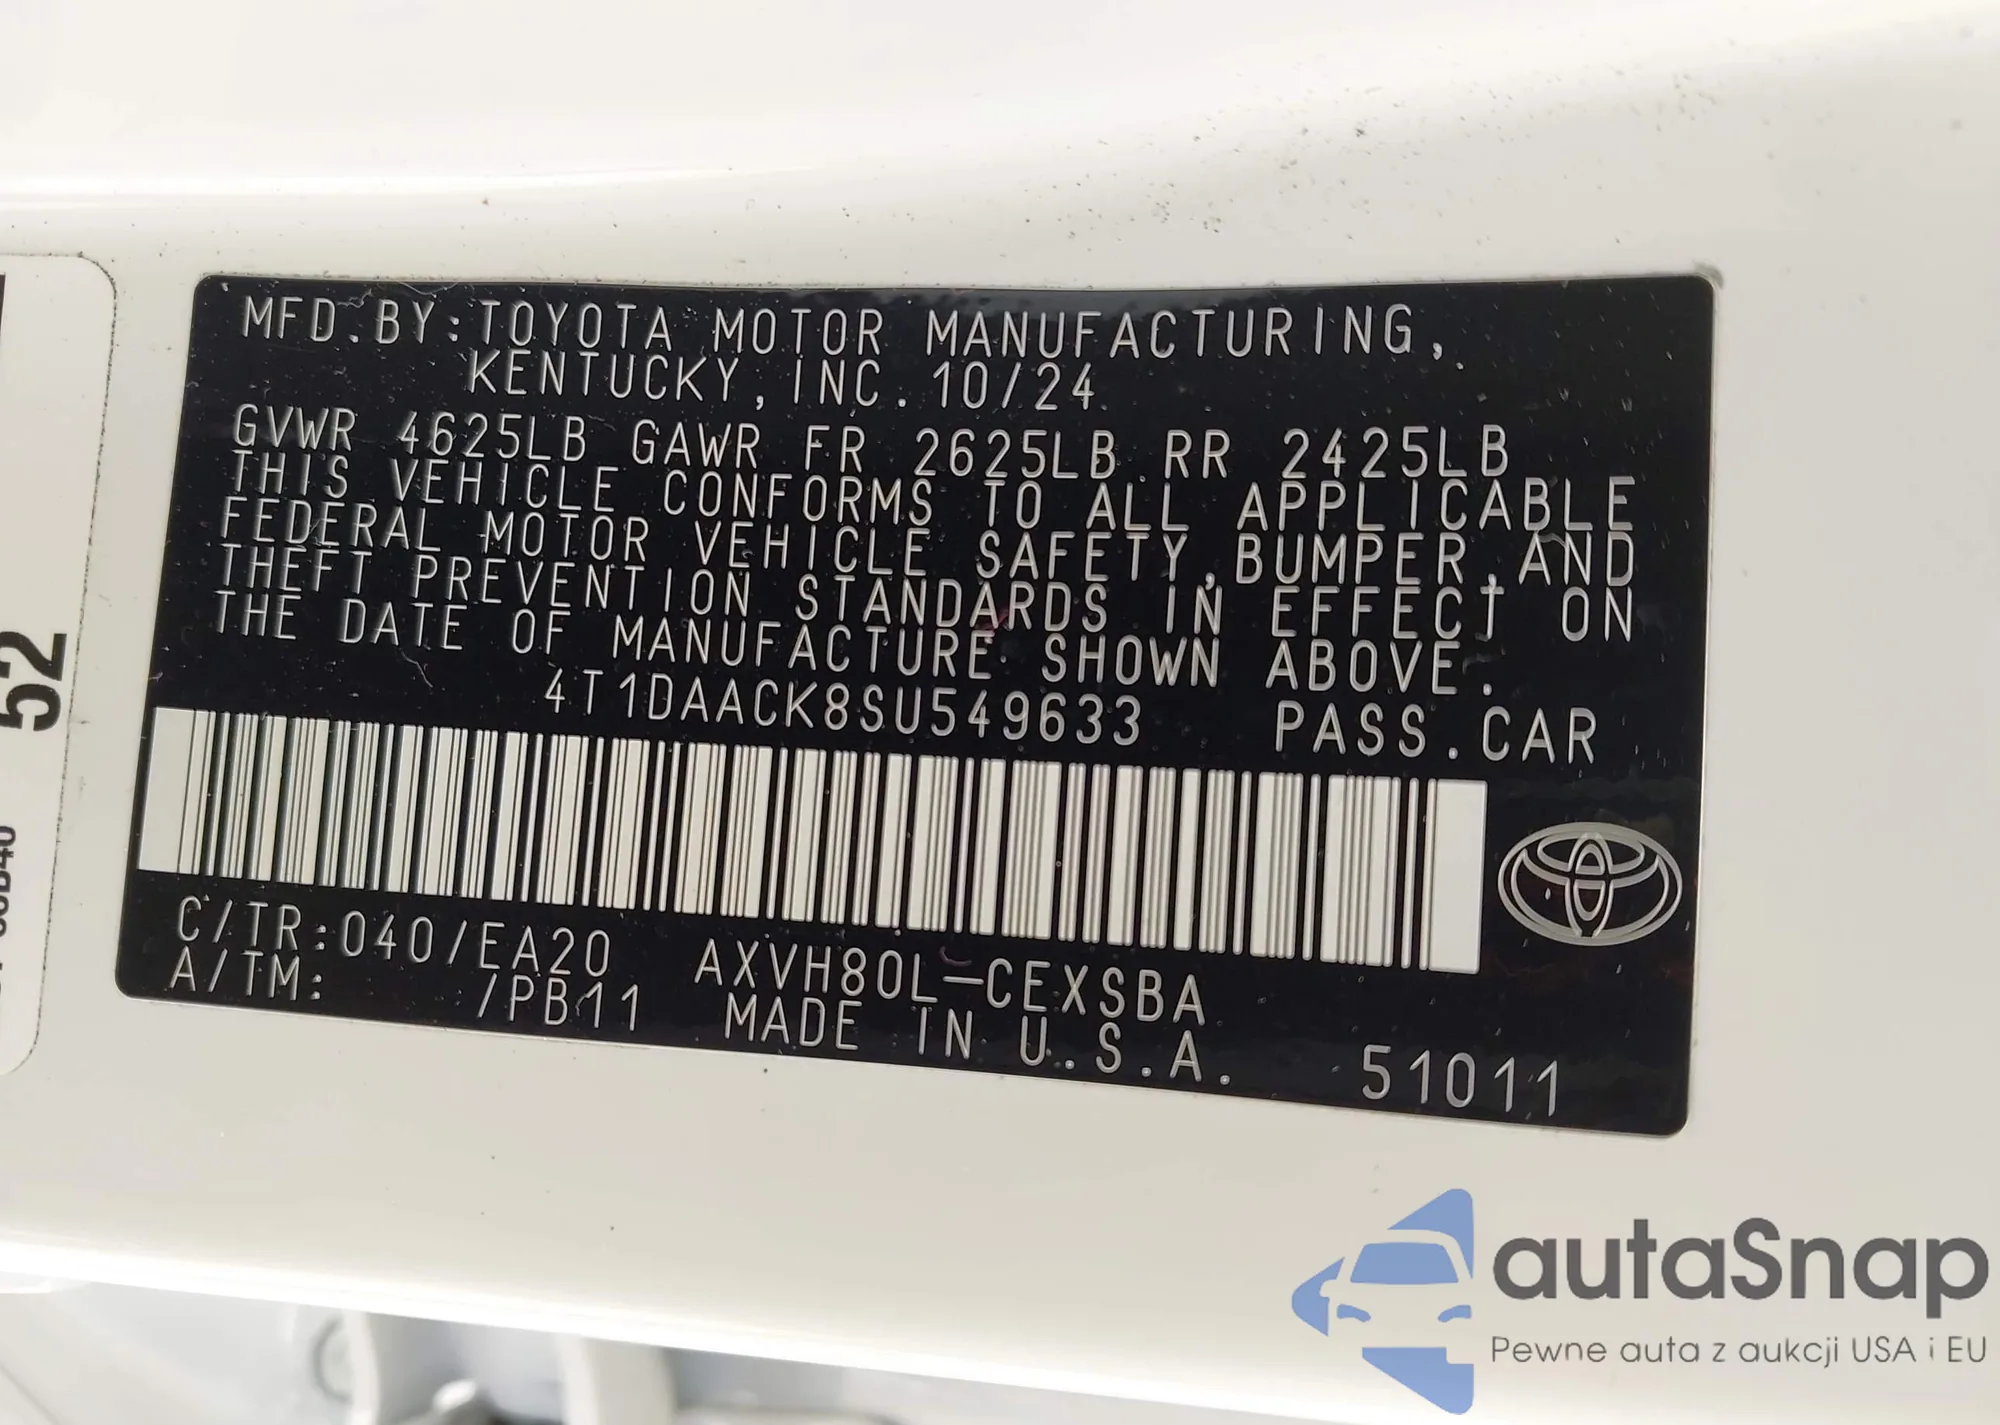 MFD.BY:TOYOTA MOTOR MANUFACTURING,
KENTUCKY, INC. 10/24
GVWR 4625LB GAWR FR 2625LB RR 2425LB
THIS VEHICLE CONFORMS TO ALL APPLICABLE
FEDERAL MOTOR VEHICLE SAFETY, BUMPER, AND
THEFT PREVENTION STANDARDS IN EFFECT ON
THE DATE OF MANUFACTURE SHOWN ABOVE.
4T1DAACK8SU549633 PASS.CAR
C/TR:040/EA20 AXVH80L-CEXSBA
A/TM: /PB11 MADE IN U.S.A. 51011
52
autaSnap
Pewne auta z aukcji USA i EU